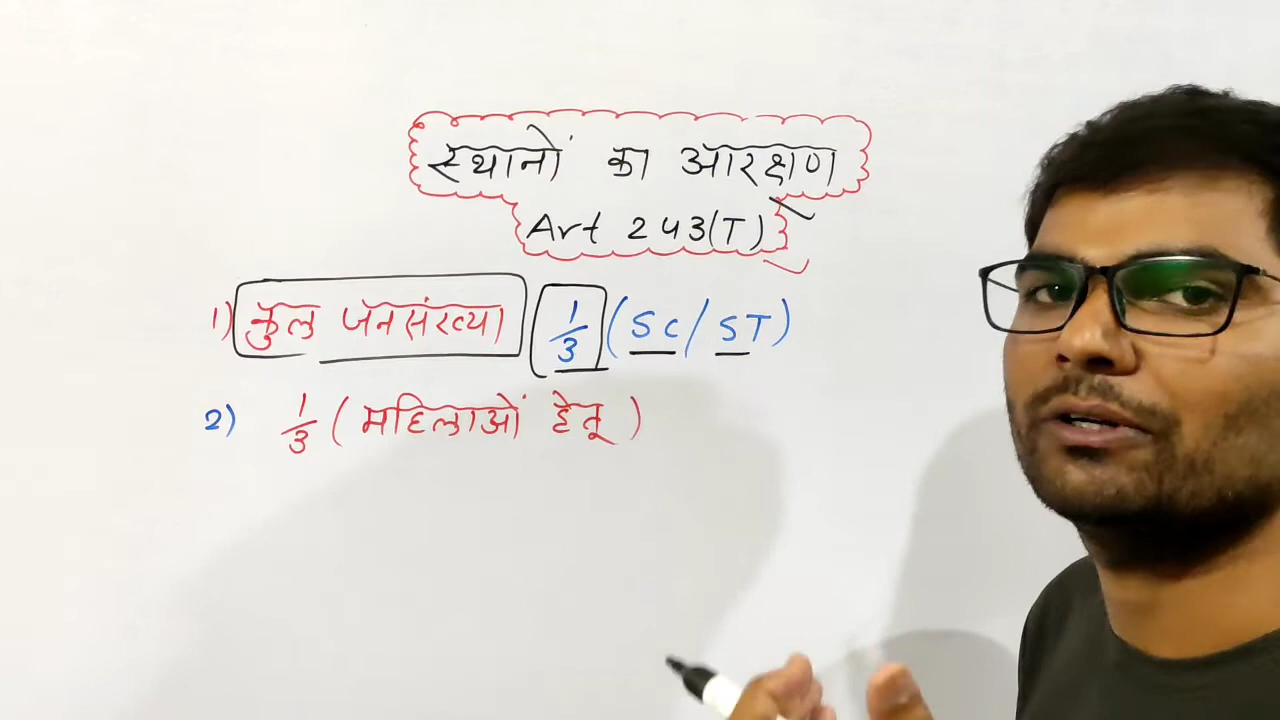 स्थानों का आरक्षण
Art 243(T)
1) कुल जनसंख्या 1/3 (SC/ST)
2) 1/3 (महिलाओं हेतू)